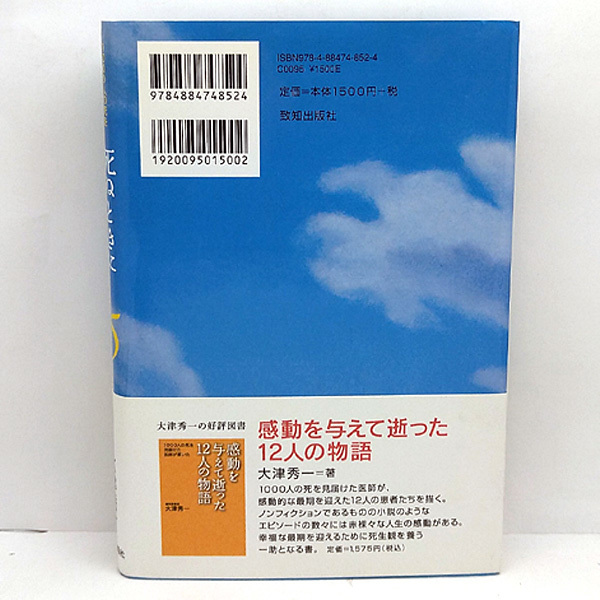 ISBN978-4-88474-852-4
C0095 ¥1500E
定価=本体1500円+税
致知出版社
9784884748524
1920095015002
大津秀一の好評図書
感動を
与えて逝った
12人の物語
大津秀一
感動を与えて逝った
12人の物語
大津秀一=著
1000人の死を見届けた医師が、
感動的な最期を迎えた12人の患者たちを描く。
ノンフィクションであるものの小説のような
エピソードの数々には赤裸々な人生の感動がある。
幸福な最期を迎えるために死生観を養う
一助となる書。 定価=1,575円(税込)